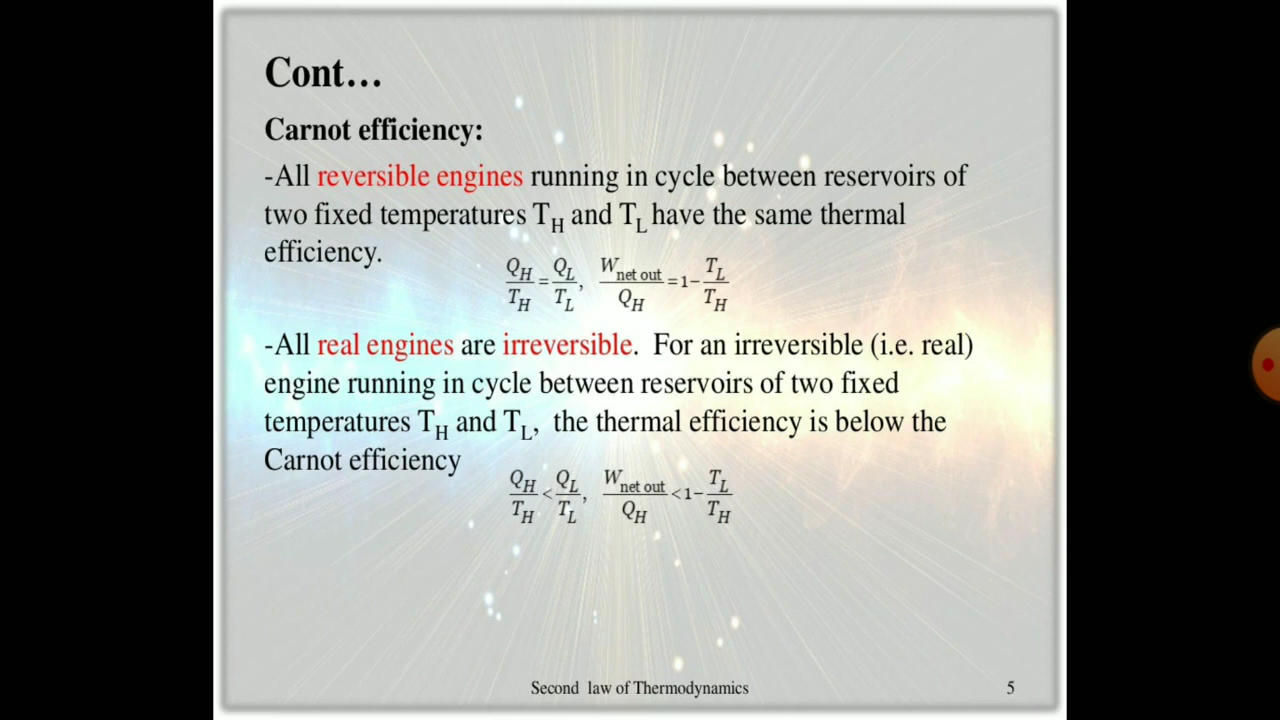 Cont…
Carnot efficiency:
-All reversible engines running in cycle between reservoirs of
two fixed temperatures T_H and T_L have the same thermal
efficiency.
Q_H/T_H = Q_L/T_L, W_net out/Q_H = 1 − T_L/T_H
-All real engines are irreversible. For an irreversible (i.e. real)
engine running in cycle between reservoirs of two fixed
temperatures T_H and T_L, the thermal efficiency is below the
Carnot efficiency
Q_H/T_H < Q_L/T_L, W_net out/Q_H < 1 − T_L/T_H
Second law of Thermodynamics 5